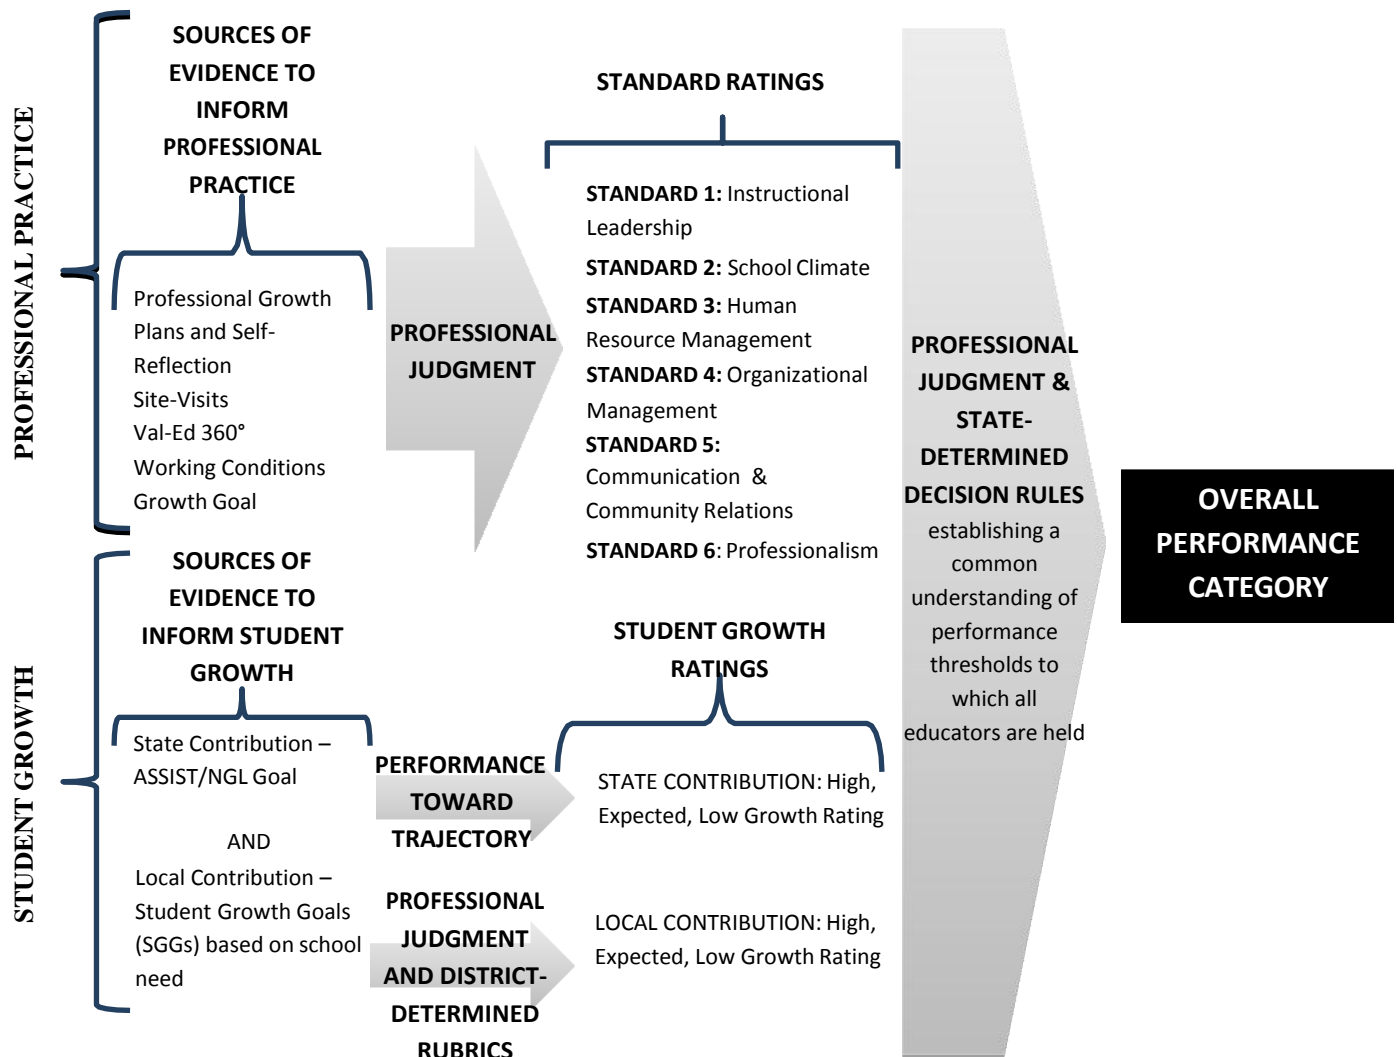 PROFESSIONAL PRACTICE
SOURCES OF
EVIDENCE TO
INFORM
PROFESSIONAL
PRACTICE
Professional Growth
Plans and Self-
Reflection
Site-Visits
Val-Ed 360°
Working Conditions
Growth Goal
PROFESSIONAL
JUDGMENT
STANDARD RATINGS
STANDARD 1: Instructional
Leadership
STANDARD 2: School Climate
STANDARD 3: Human
Resource Management
STANDARD 4: Organizational
Management
STANDARD 5:
Communication &
Community Relations
STANDARD 6: Professionalism
STUDENT GROWTH
SOURCES OF
EVIDENCE TO
INFORM STUDENT
GROWTH
State Contribution –
ASSIST/NGL Goal
AND
Local Contribution –
Student Growth Goals
(SGGs) based on school
need
PERFORMANCE
TOWARD
TRAJECTORY
PROFESSIONAL
JUDGMENT
AND DISTRICT-
DETERMINED
RUBRICS
STUDENT GROWTH
RATINGS
STATE CONTRIBUTION: High,
Expected, Low Growth Rating
LOCAL CONTRIBUTION: High,
Expected, Low Growth Rating
PROFESSIONAL
JUDGMENT &
STATE-
DETERMINED
DECISION RULES
establishing a
common
understanding of
performance
thresholds to
which all
educators are held
OVERALL
PERFORMANCE
CATEGORY